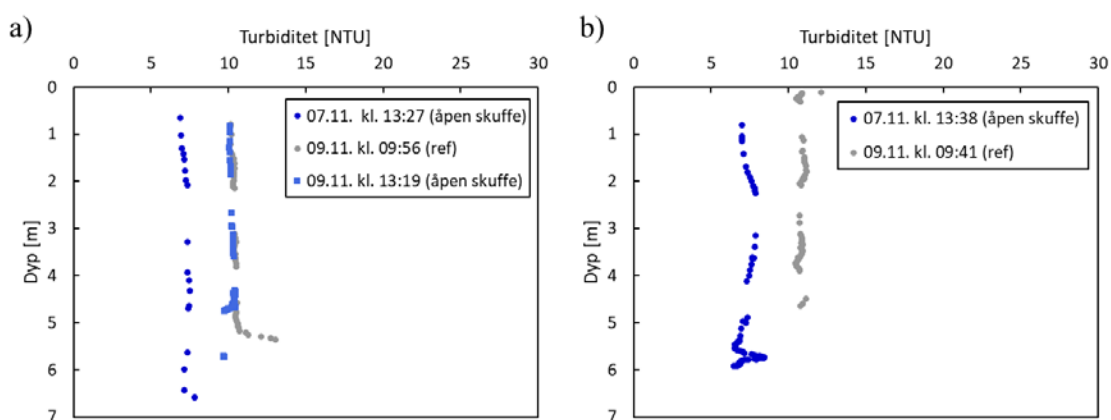 a)
Turbiditet [NTU]
0 5 10 15 20 25 30
0
1
2
3
4
5
6
7
Dyp [m]
07.11. kl. 13:27 (åpen skuffe)
09.11. kl. 09:56 (ref)
09.11. kl. 13:19 (åpen skuffe)
b)
Turbiditet [NTU]
0 5 10 15 20 25 30
0
1
2
3
4
5
6
7
Dyp [m]
07.11. kl. 13:38 (åpen skuffe)
09.11. kl. 09:41 (ref)